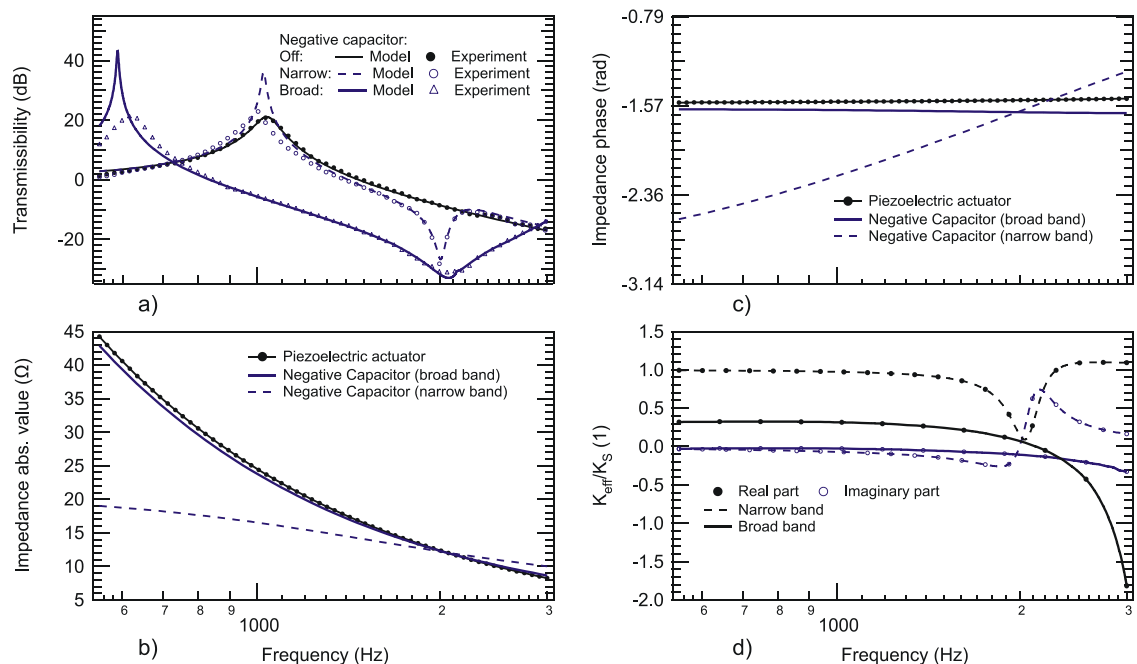 Transmissibility (dB)
40
20
0
-20
Negative capacitor:
Off: Model Experiment
Narrow: Model Experiment
Broad: Model Experiment
1000
2
a)
Impedance phase (rad)
-0.79
-1.57
-2.36
-3.14
Piezoelectric actuator
Negative Capacitor (broad band)
Negative Capacitor (narrow band)
1000
2
c)
Impedance abs. value (Ω)
45
40
35
30
25
20
15
10
5
Piezoelectric actuator
Negative Capacitor (broad band)
Negative Capacitor (narrow band)
6 7 8 9 2 3
1000
b) Frequency (Hz)
K_eff/K_S (1)
1.5
1.0
0.5
0.0
-0.5
-1.0
-1.5
-2.0
Real part Imaginary part
Narrow band
Broad band
6 7 8 9 2 3
1000
d) Frequency (Hz)